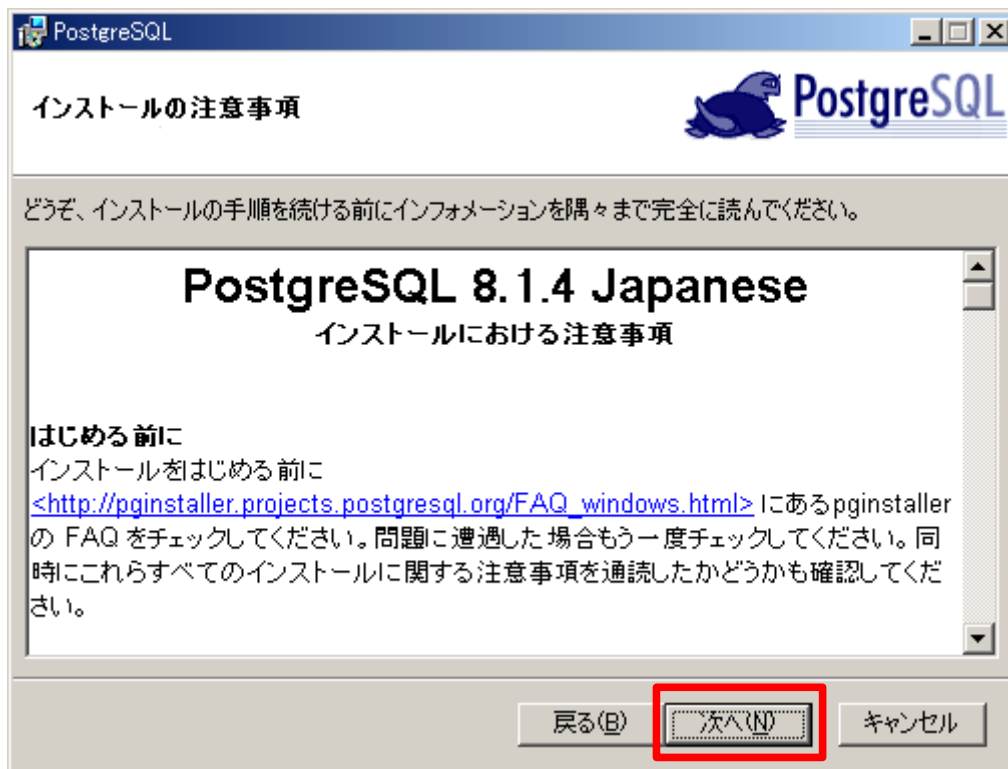 PostgreSQL
インストールの注意事項
PostgreSQL
どうぞ、インストールの手順を続ける前にインフォメーションを隅々まで完全に読んでください。
PostgreSQL 8.1.4 Japanese
インストールにおける注意事項
はじめる前に
インストールをはじめる前に
<http://pginstaller.projects.postgresql.org/FAQ_windows.html> にあるpginstaller
の FAQ をチェックしてください。問題に遭遇した場合もう一度チェックしてください。同
時にこれらすべてのインストールに関する注意事項を通読したかどうかも確認してくだ
さい。
戻る(B)
次へ(N)
キャンセル